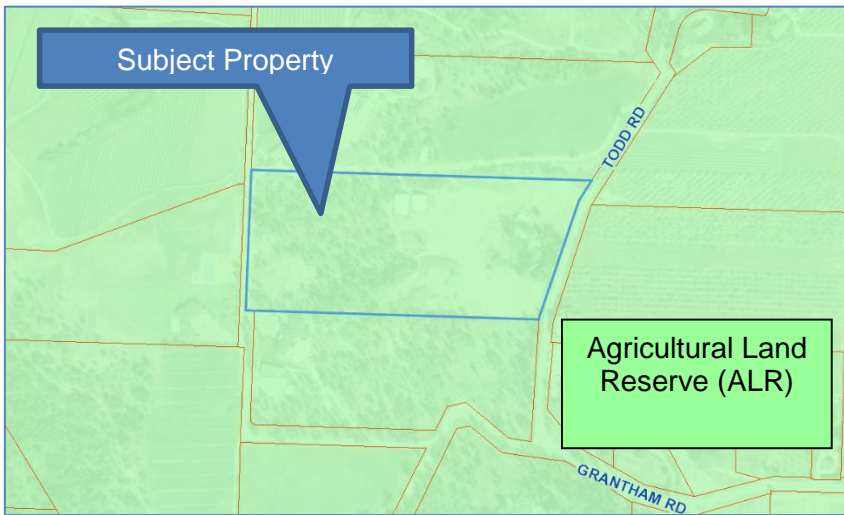 Subject Property
TODD RD
Agricultural Land
Reserve (ALR)
GRANTHAM RD